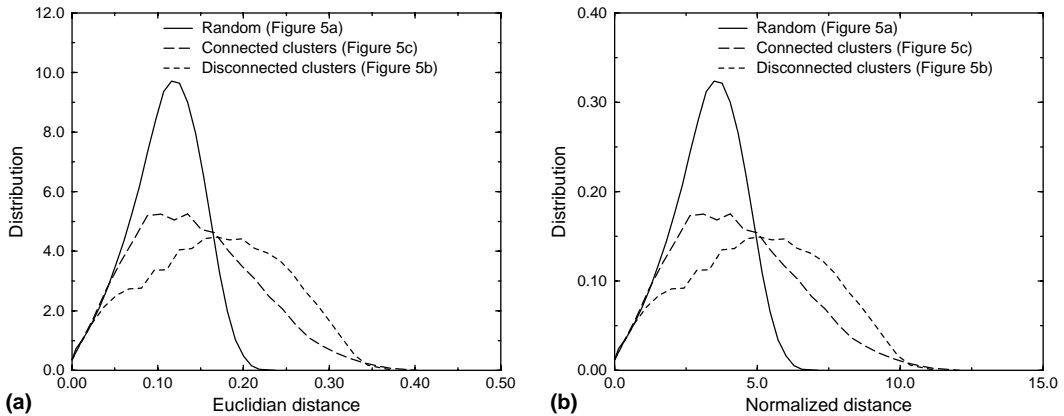 12.0
10.0
8.0
6.0
4.0
2.0
0.0
Distribution
Random (Figure 5a)
Connected clusters (Figure 5c)
Disconnected clusters (Figure 5b)
0.00 0.10 0.20 0.30 0.40 0.50
Euclidian distance
(a)
0.40
0.30
0.20
0.10
0.00
Distribution
Random (Figure 5a)
Connected clusters (Figure 5c)
Disconnected clusters (Figure 5b)
0.0 5.0 10.0 15.0
Normalized distance
(b)